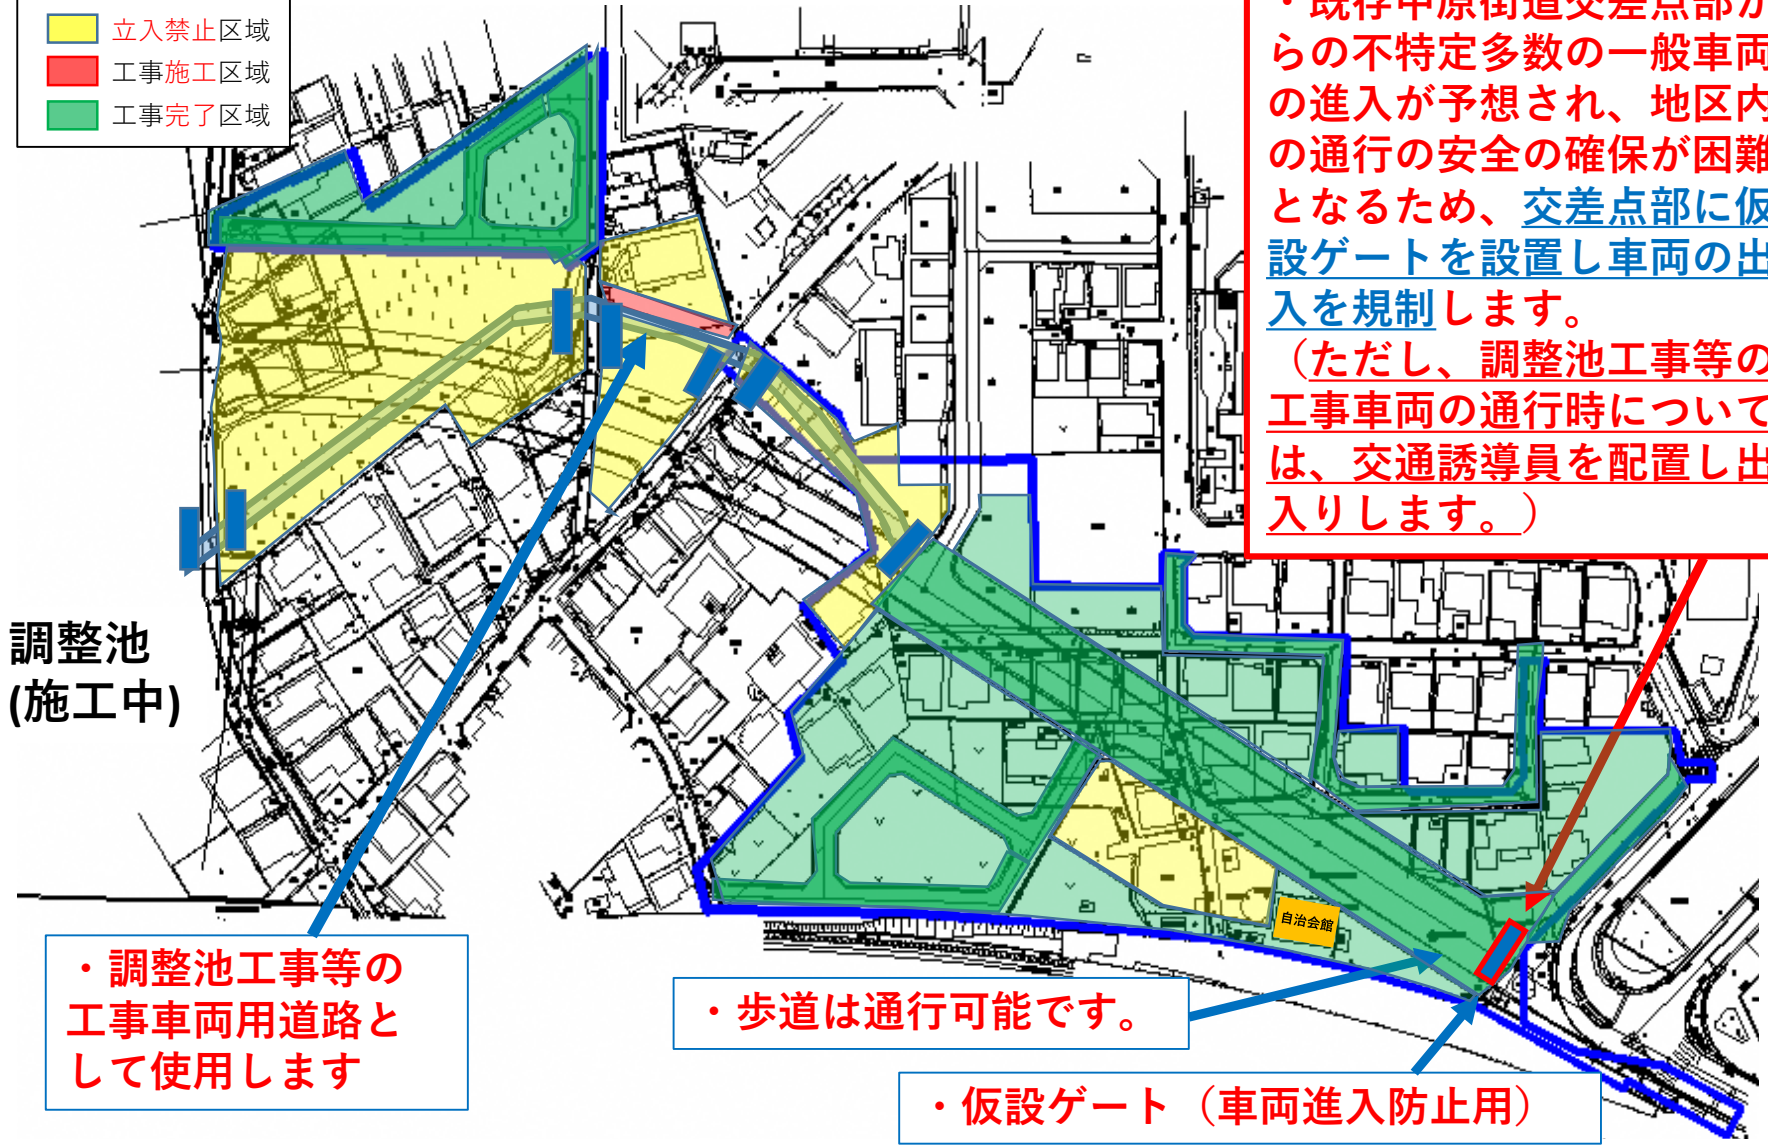 立入禁止区域
工事施工区域
工事完了区域
・既存中原街道交差点部か
らの不特定多数の一般車両
の進入が予想され、地区内
の通行の安全の確保が困難
となるため、交差点部に仮
設ゲートを設置し車両の出
入を規制します。
（ただし、調整池工事等の
工事車両の通行時について
は、交通誘導員を配置し出
入りします。）
調整池
(施工中)
自治会館
・調整池工事等の
工事車両用道路と
して使用します
・歩道は通行可能です。
・仮設ゲート（車両進入防止用）